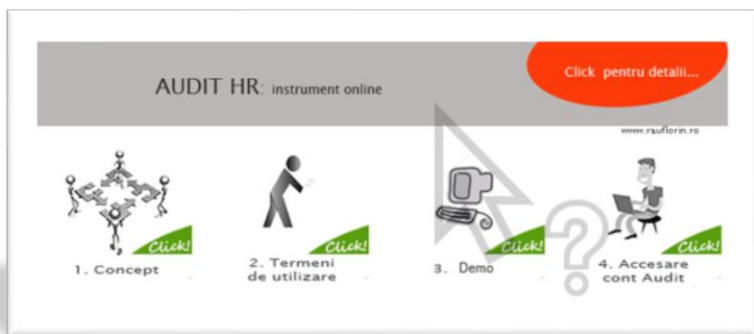 Click pentru detalii...
AUDIT HR: instrument online
www.rauflorin.ro
Click!
Click!
Click!
Click!
1. Concept
2. Termeni
de utilizare
3. Demo
4. Accesare
cont Audit